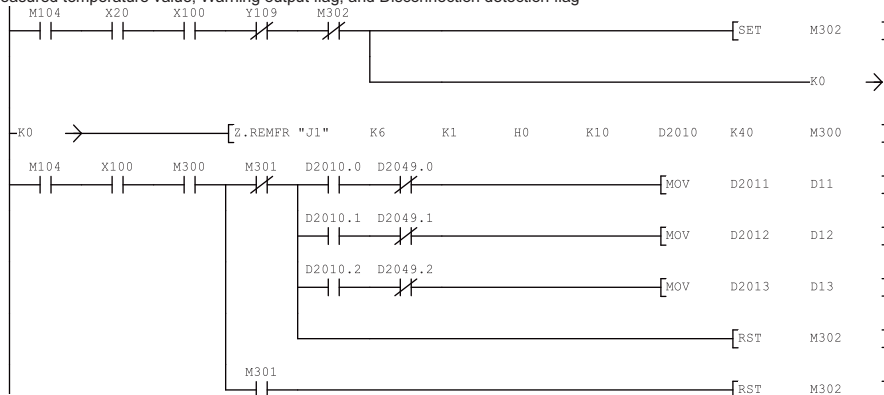 easured temperature value, Warning output flag, and Disconnection detection flag
M104 X20 X100 Y109 M302
SET M302
K0
K0 Z.REMFR "J1" K6 K1 H0 K10 D2010 K40 M300
M104 X100 M300 M301 D2010.0 D2049.0
MOV D2011 D11
D2010.1 D2049.1
MOV D2012 D12
D2010.2 D2049.2
MOV D2013 D13
RST M302
M301
RST M302